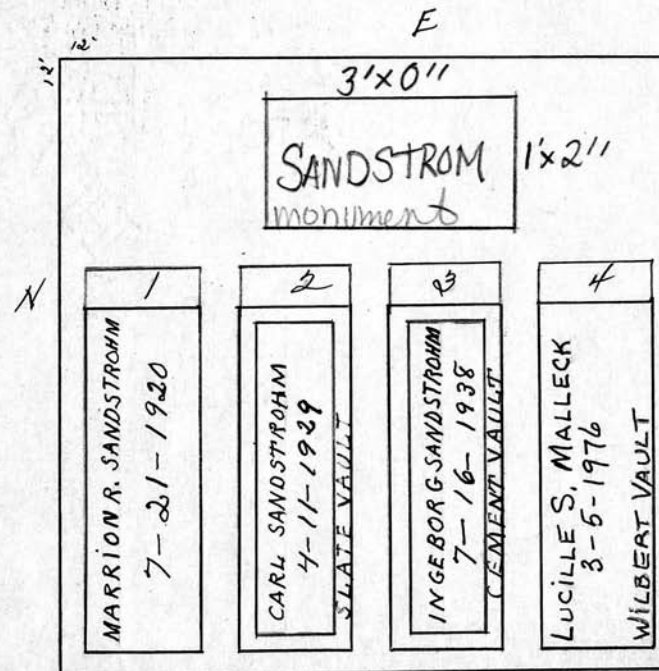 E
12'
12'
3'x0"
SANDSTROM
monument
1'x2"
N
1
2
3
4
MARRION R. SANDSTROHM
7-21-1920
CARL SANDSTROHM
4-11-1929
SLATE VAULT
INGEBORG SANDSTROHM
7-16-1938
CEMENT VAULT
LUCILLE S. MALLECK
3-5-1976
WILBERT VAULT